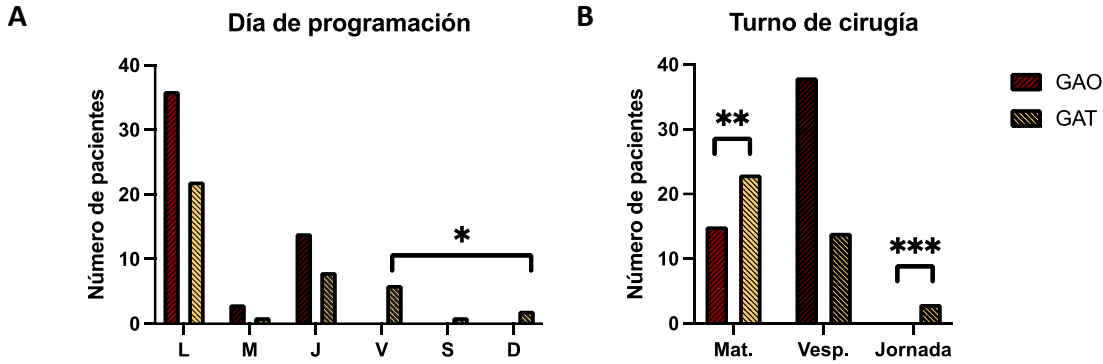 A
Día de programación
Número de pacientes
40
30
20
10
0
*
L M J V S D
B
Turno de cirugía
Número de pacientes
40
30
20
10
0
**
***
Mat. Vesp. Jornada
GAO
GAT